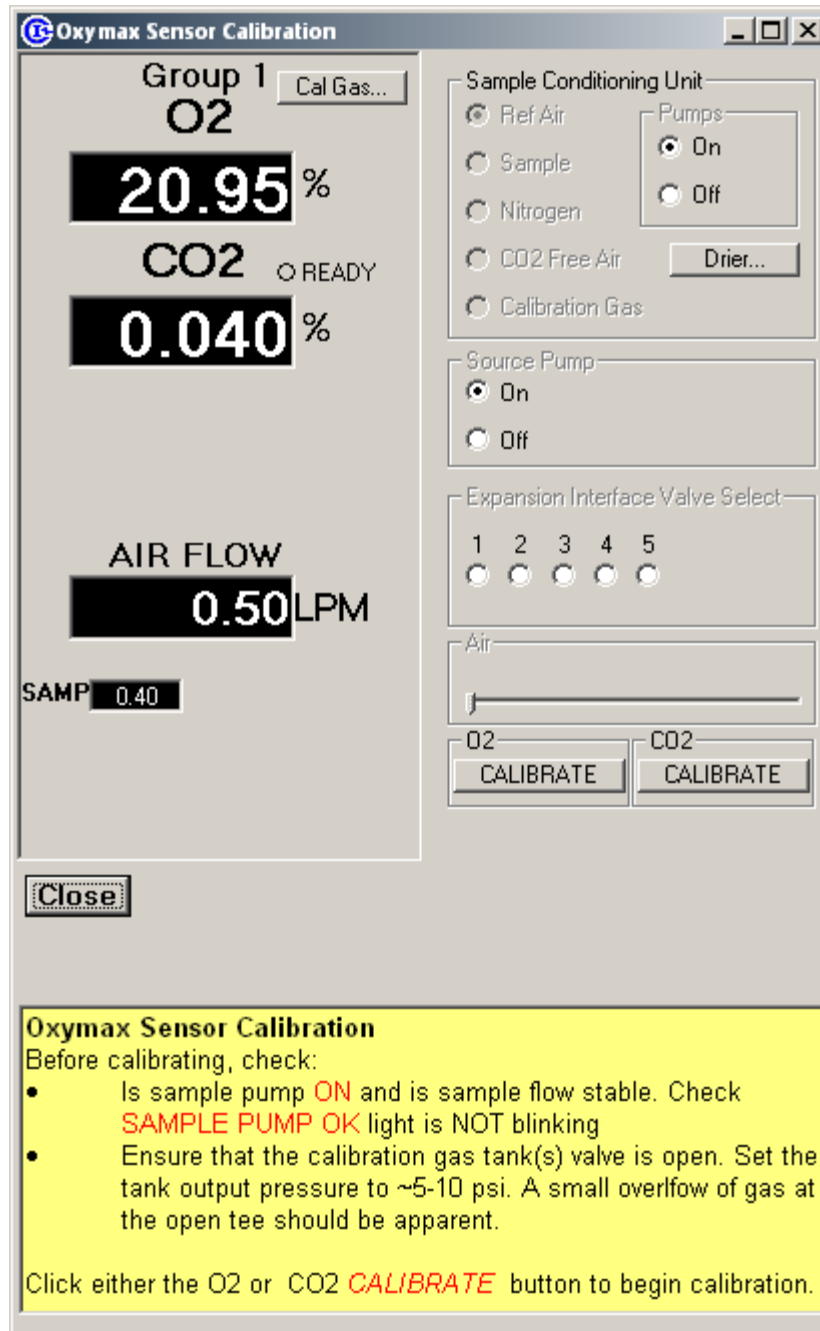 Oxymax Sensor Calibration
Group 1
Cal Gas...
O2
20.95 %
CO2
READY
0.040 %
AIR FLOW
0.50 LPM
SAMP 0.40
Sample Conditioning Unit
Ref Air
Sample
Nitrogen
CO2 Free Air
Calibration Gas
Pumps
On
Off
Drier...
Source Pump
On
Off
Expansion Interface Valve Select
1 2 3 4 5
Air
O2
CALIBRATE
CO2
CALIBRATE
Close
Oxymax Sensor Calibration
Before calibrating, check:
• Is sample pump ON and is sample flow stable. Check
SAMPLE PUMP OK light is NOT blinking
• Ensure that the calibration gas tank(s) valve is open. Set the
tank output pressure to ~5-10 psi. A small overlfow of gas at
the open tee should be apparent.
Click either the O2 or CO2 CALIBRATE button to begin calibration.